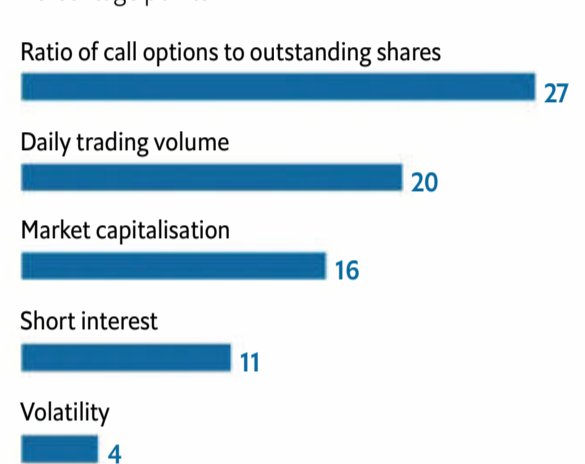 Ratio of call options to outstanding shares
27
Daily trading volume
20
Market capitalisation
16
Short interest
11
Volatility
4